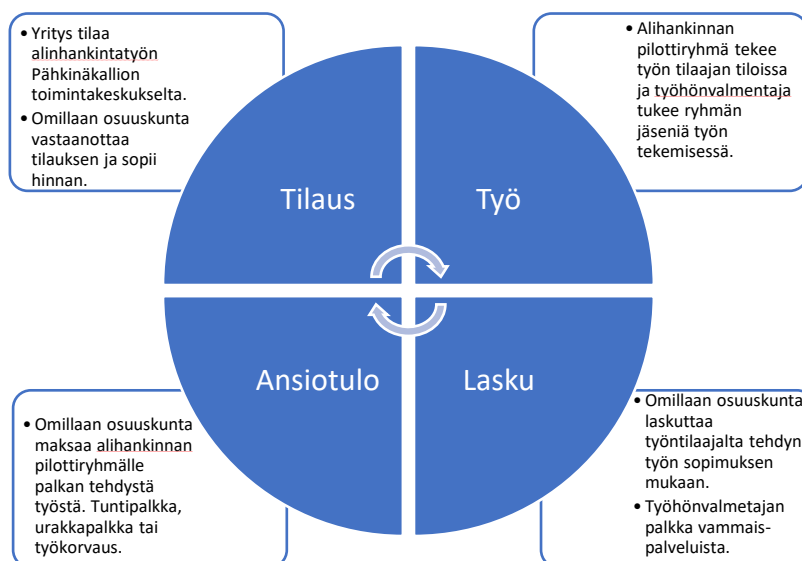 • Yritys tilaa
alinhankintatyön
Pähkinäkallion
toimintakeskukselta.
• Omillaan osuuskunta
vastaanottaa
tilauksen ja sopii
hinnan.
• Alihankinnan
pilottiryhmä tekee
työn tilaajan tiloissa
ja työhönvalmentaja
tukee ryhmän
jäseniä työn
tekemisessä.
Tilaus
Työ
Ansiotulo
Lasku
• Omillaan osuuskunta
maksaa alihankinnan
pilottiryhmälle
palkan tehdystä
työstä. Tuntipalkka,
urakkapalkka tai
työkorvaus.
• Omillaan osuuskunta
laskuttaa
työntilaajalta tehdyn
työn sopimuksen
mukaan.
• Työhönvalmetajan
palkka vammais-
palveluista.